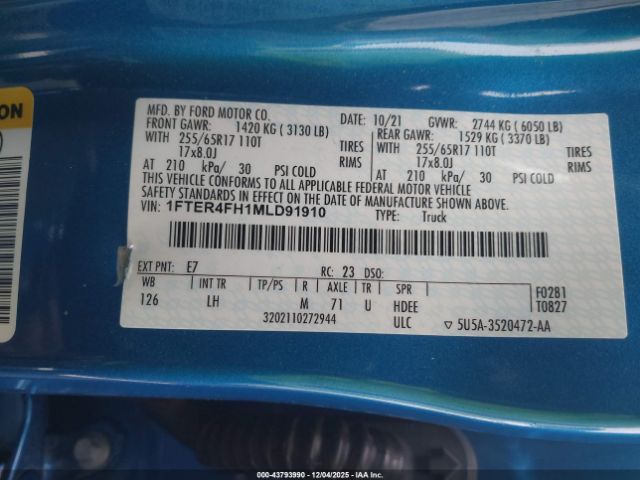 ON
MFD. BY FORD MOTOR CO.
DATE: 10/21 GVWR: 2744 KG ( 6050 LB)
FRONT GAWR: 1420 KG ( 3130 LB) REAR GAWR: 1529 KG ( 3370 LB)
WITH 255/65R17 110T TIRES WITH 255/65R17 110T TIRES
17x8.0J RIMS 17x8.0J RIMS
AT 210 kPa/ 30 PSI COLD AT 210 kPa/ 30 PSI COLD
THIS VEHICLE CONFORMS TO ALL APPLICABLE FEDERAL MOTOR VEHICLE
SAFETY STANDARDS IN EFFECT ON THE DATE OF MANUFACTURE SHOWN ABOVE.
VIN: 1FTER4FH1MLD91910 TYPE: Truck
EXT PNT: E7 RC: 23 DSO:
WB INT TR TP/PS R AXLE TR SPR F0281
126 LH M 71 U HDEE T0827
3202110272944 ULC ▽ 5U5A-3520472-AA
00-43793990 - 12/04/2025 - IAA Inc.